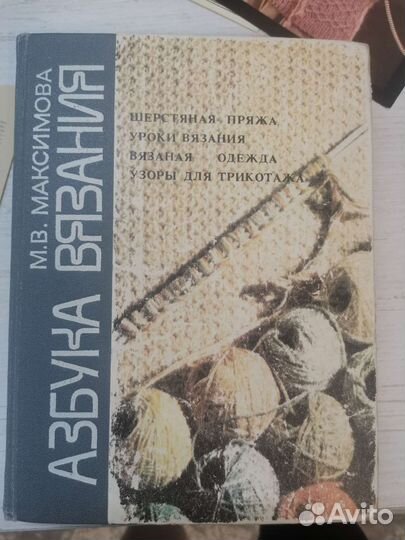 М.В. МАКСИМОВА
АЗБУКА ВЯЗАНИЯ
ШЕРСТЯНАЯ ПРЯЖА
УРОКИ ВЯЗАНИЯ
ВЯЗАНАЯ ОДЕЖДА
УЗОРЫ ДЛЯ ТРИКОТАЖА
Avito